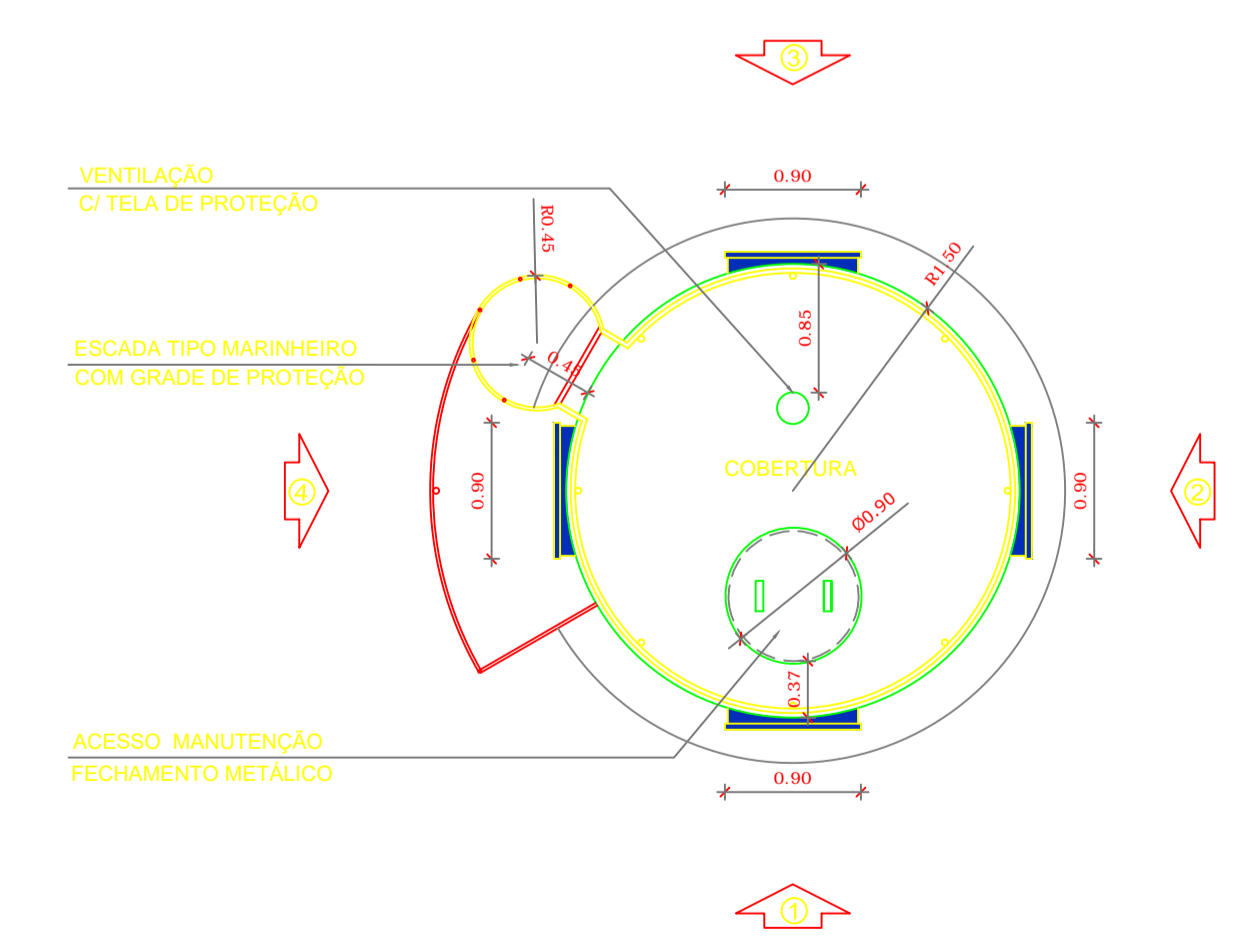 3
VENTILAÇÃO
C/ TELA DE PROTEÇÃO
0.90
R0.45
R1.50
0.85
ESCADA TIPO MARINHEIRO
COM GRADE DE PROTEÇÃO
0.45
COBERTURA
4
0.90
0.90
2
Ø0.90
0.37
ACESSO MANUTENÇÃO
FECHAMENTO METÁLICO
0.90
1